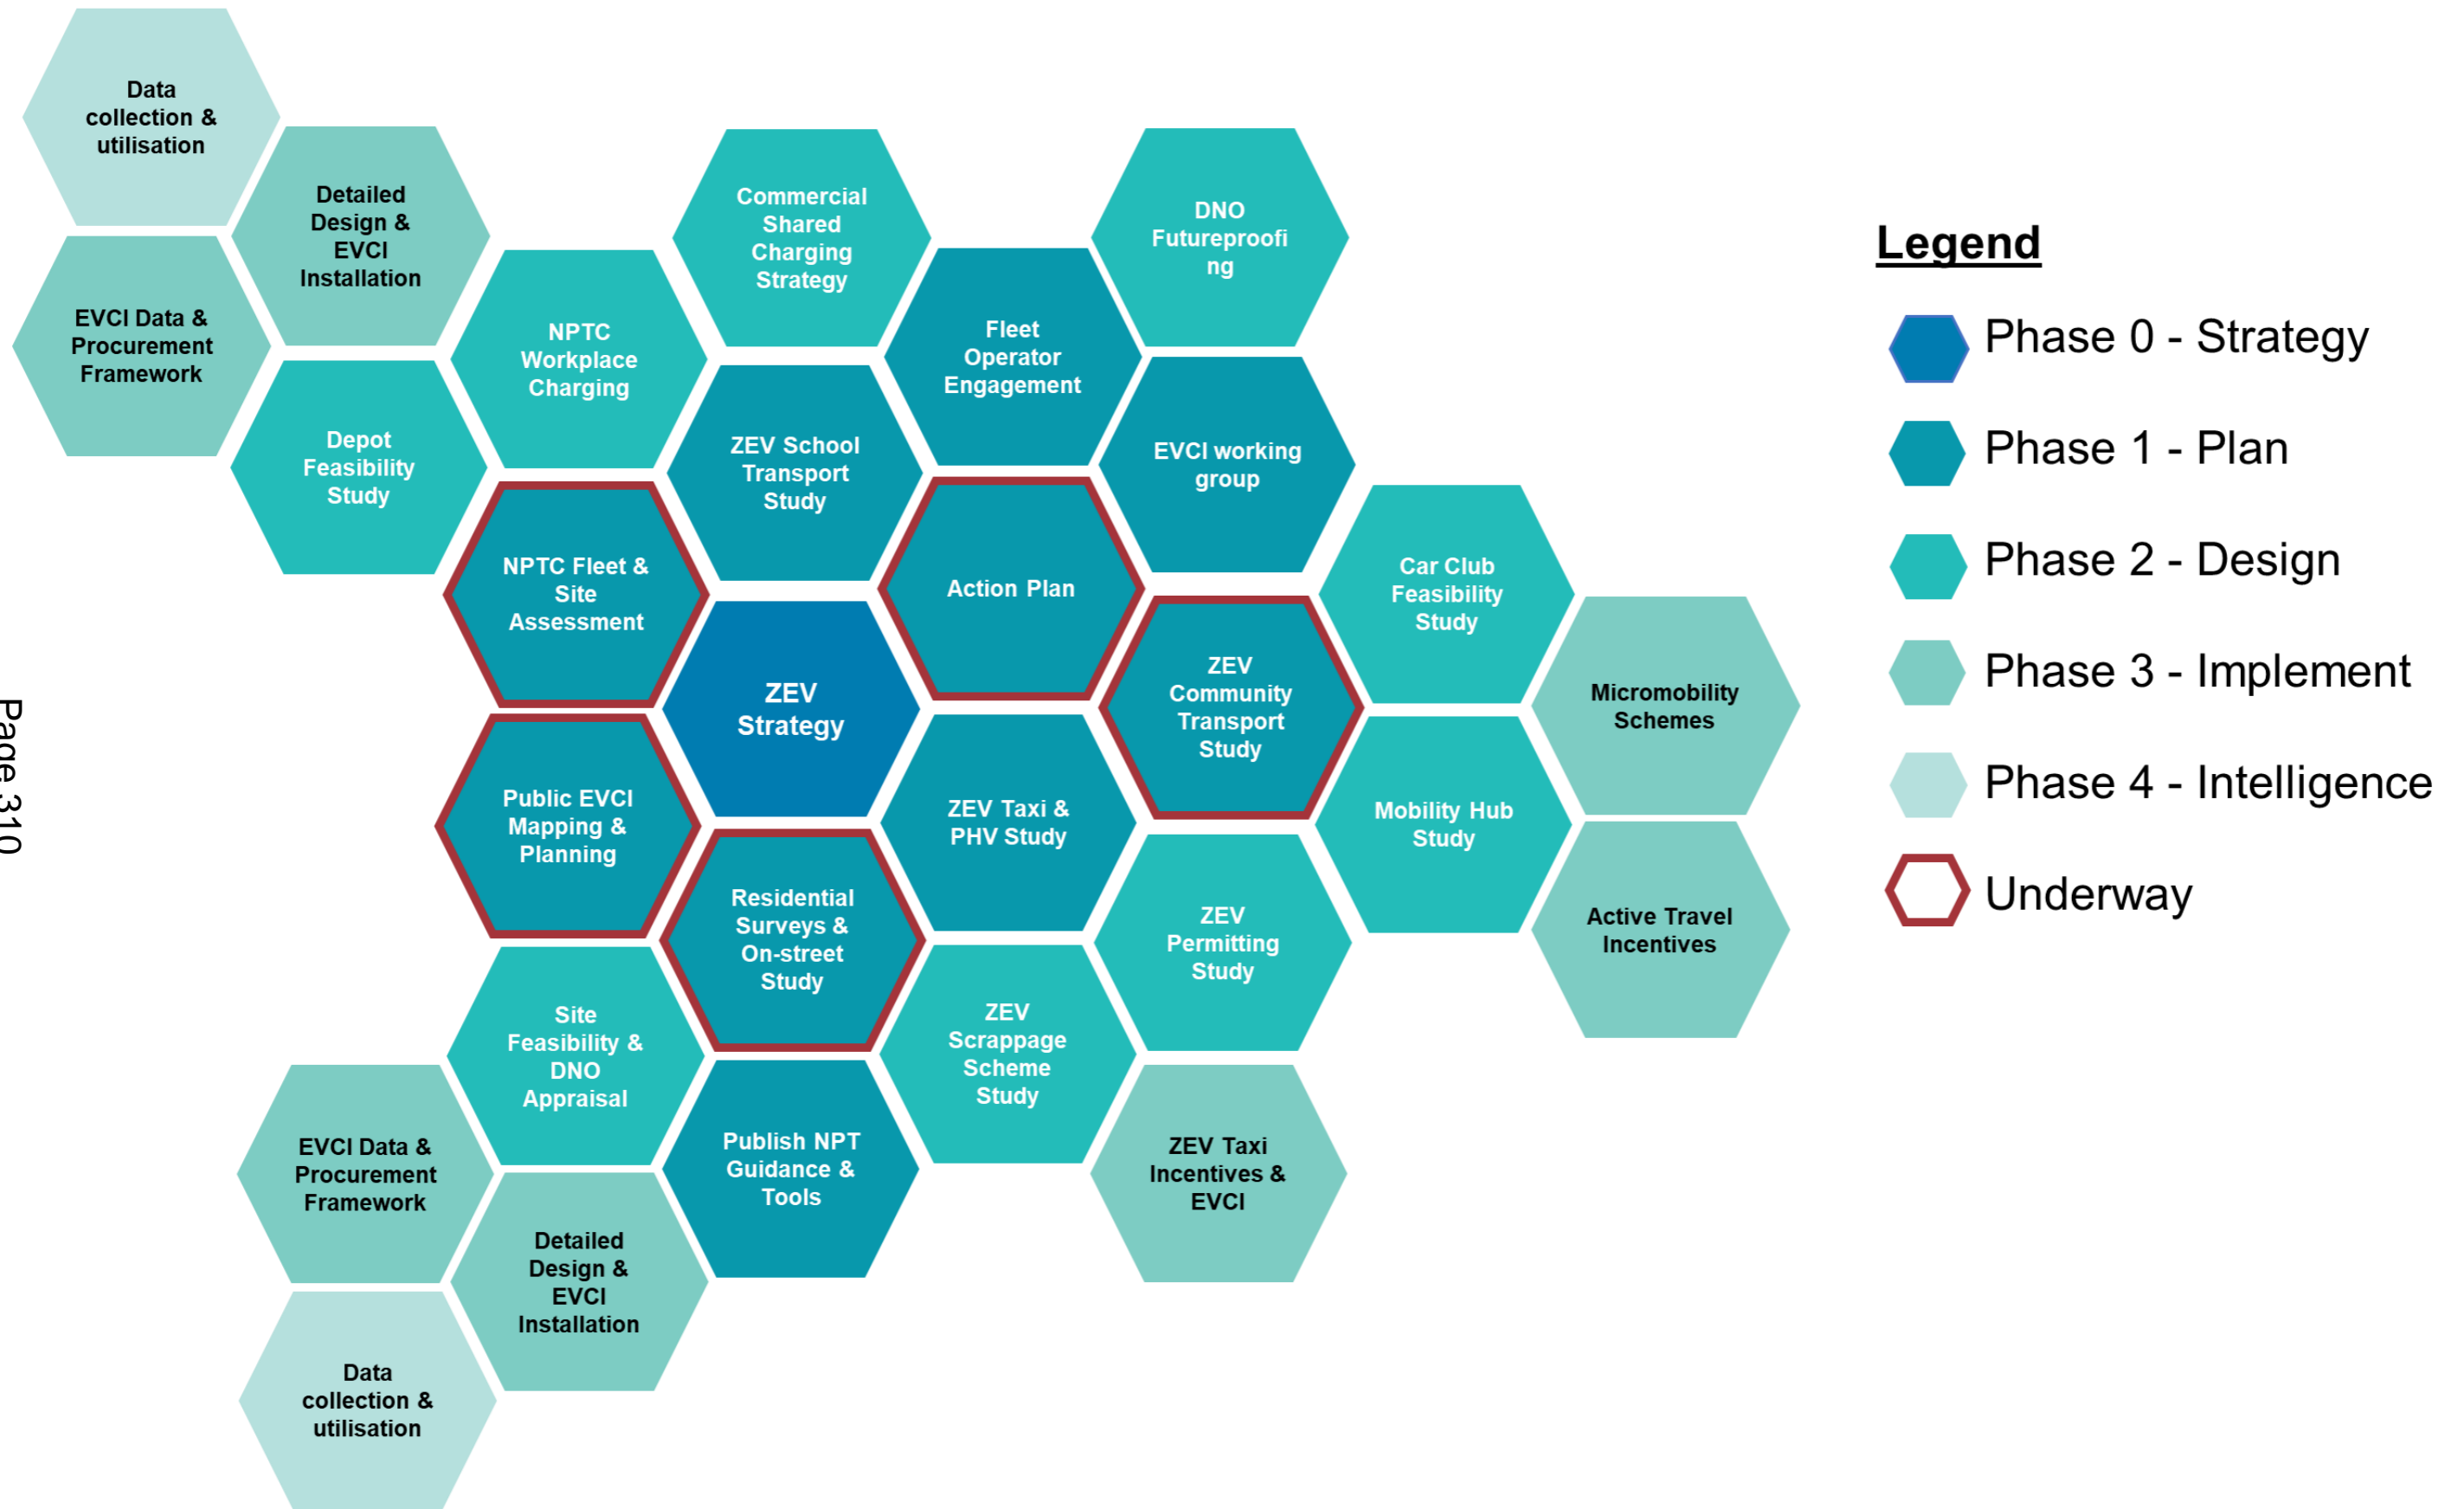 Data
collection &
utilisation
Detailed
Design &
EVCI
Installation
EVCI Data &
Procurement
Framework
Depot
Feasibility
Study
NPTC
Workplace
Charging
Commercial
Shared
Charging
Strategy
DNO
Futureproofi
ng
Fleet
Operator
Engagement
ZEV School
Transport
Study
EVCI working
group
NPTC Fleet &
Site
Assessment
Action Plan
Car Club
Feasibility
Study
ZEV
Strategy
ZEV
Community
Transport
Study
Micromobility
Schemes
Public EVCI
Mapping &
Planning
ZEV Taxi &
PHV Study
Mobility Hub
Study
Residential
Surveys &
On-street
Study
ZEV
Permitting
Study
Active Travel
Incentives
Site
Feasibility &
DNO
Appraisal
ZEV
Scrappage
Scheme
Study
EVCI Data &
Procurement
Framework
Publish NPT
Guidance &
Tools
ZEV Taxi
Incentives &
EVCI
Detailed
Design &
EVCI
Installation
Data
collection &
utilisation
Legend
Phase 0 - Strategy
Phase 1 - Plan
Phase 2 - Design
Phase 3 - Implement
Phase 4 - Intelligence
Underway
Page 310